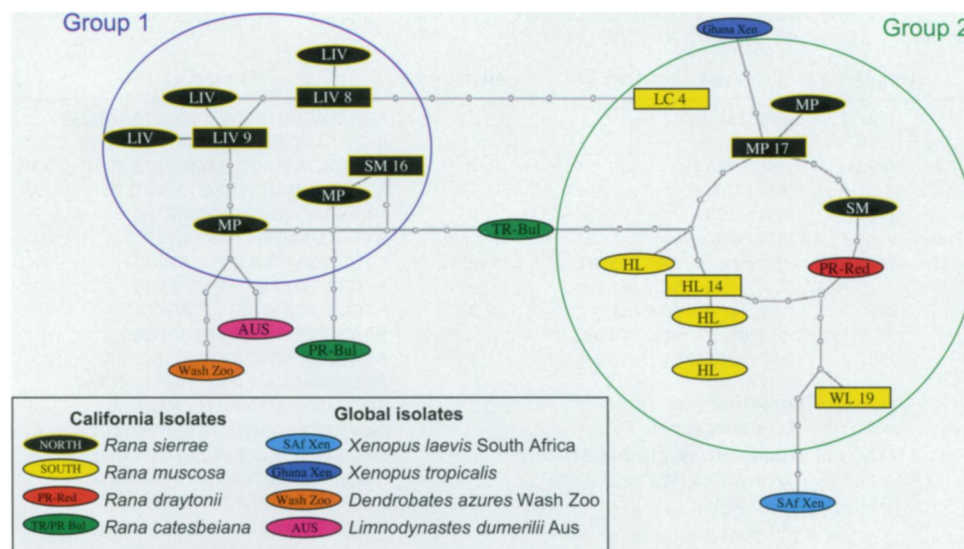 Group 1
Group 2
Ghana Xen
LIV
LIV
LIV 8
LC 4
MP
LIV
LIV 9
MP 17
SM 16
MP
SM
MP
TR-Bul
HL
PR-Red
HL 14
AUS
HL
PR-Bul
Wash Zoo
HL
WL 19
SAf Xen
California Isolates
NORTH Rana sierrae
SOUTH Rana muscosa
PR-Red Rana draytonii
TR/PR Bul Rana catesbeiana
Global isolates
SAf Xen Xenopus laevis South Africa
Ghana Xen Xenopus tropicalis
Wash Zoo Dendrobates azures Wash Zoo
AUS Limnodynastes dumerilii Aus